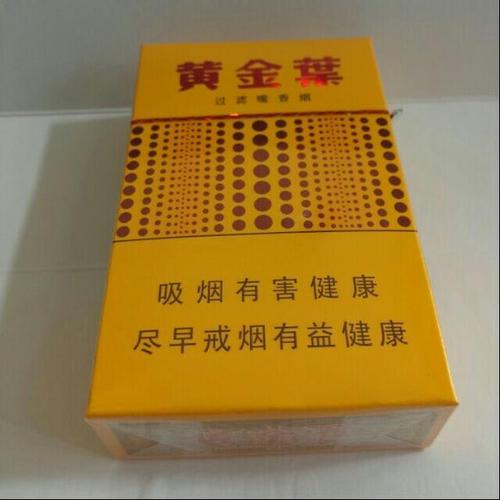 黄金葉
过滤嘴香烟
吸烟有害健康
尽早戒烟有益健康